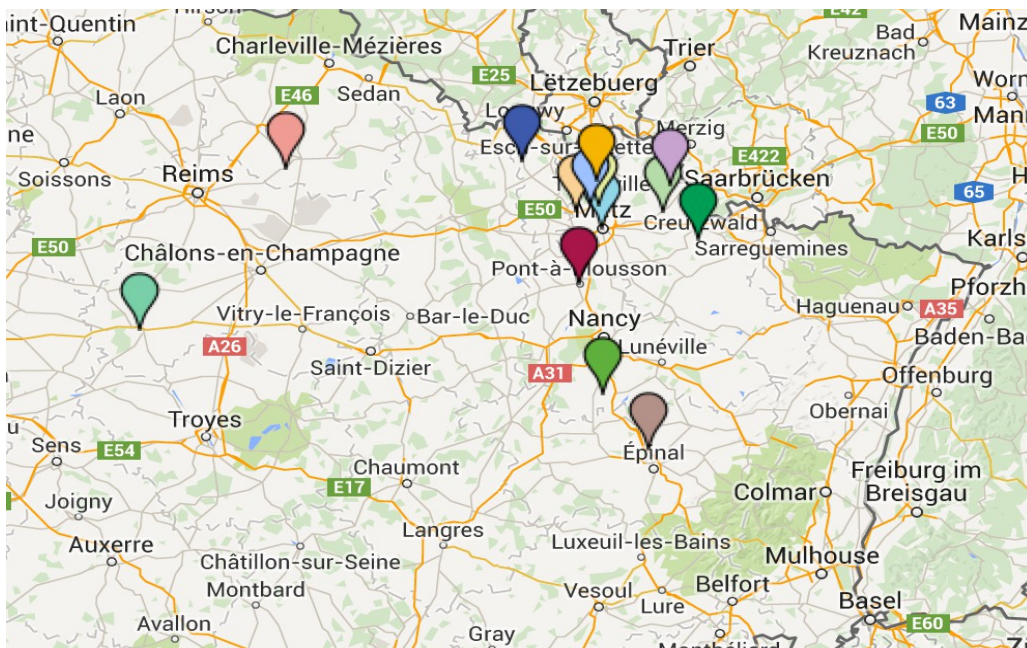 int-Quentin
Charleville-Mézières
E42
Mainz
Bad
Kreuznach
Trier
E25
Lëtzebuerg
Sedan
E46
Laon
Worm
63
Mann
E50
Merzig
E422
ne
Soissons
Reims
Saarbrücken
65
E50
Metz
Creutzwald
Sarreguemines
Karls
E50
Châlons-en-Champagne
Pont-à-Mousson
Pforzh
Haguenau
A35
Vitry-le-François
Bar-le-Duc
Baden-Ba
A26
Nancy
Lunéville
Saint-Dizier
A31
Offenburg
Obernai
Troyes
u
Sens
E54
Épinal
Chaumont
E17
Freiburg im
Breisgau
Colmar
Joigny
Langres
Auxerre
Luxeuil-les-Bains
Mulhouse
Châtillon-sur-Seine
Montbard
Vesoul
Lure
Belfort
Basel
Avallon
Gray
E60